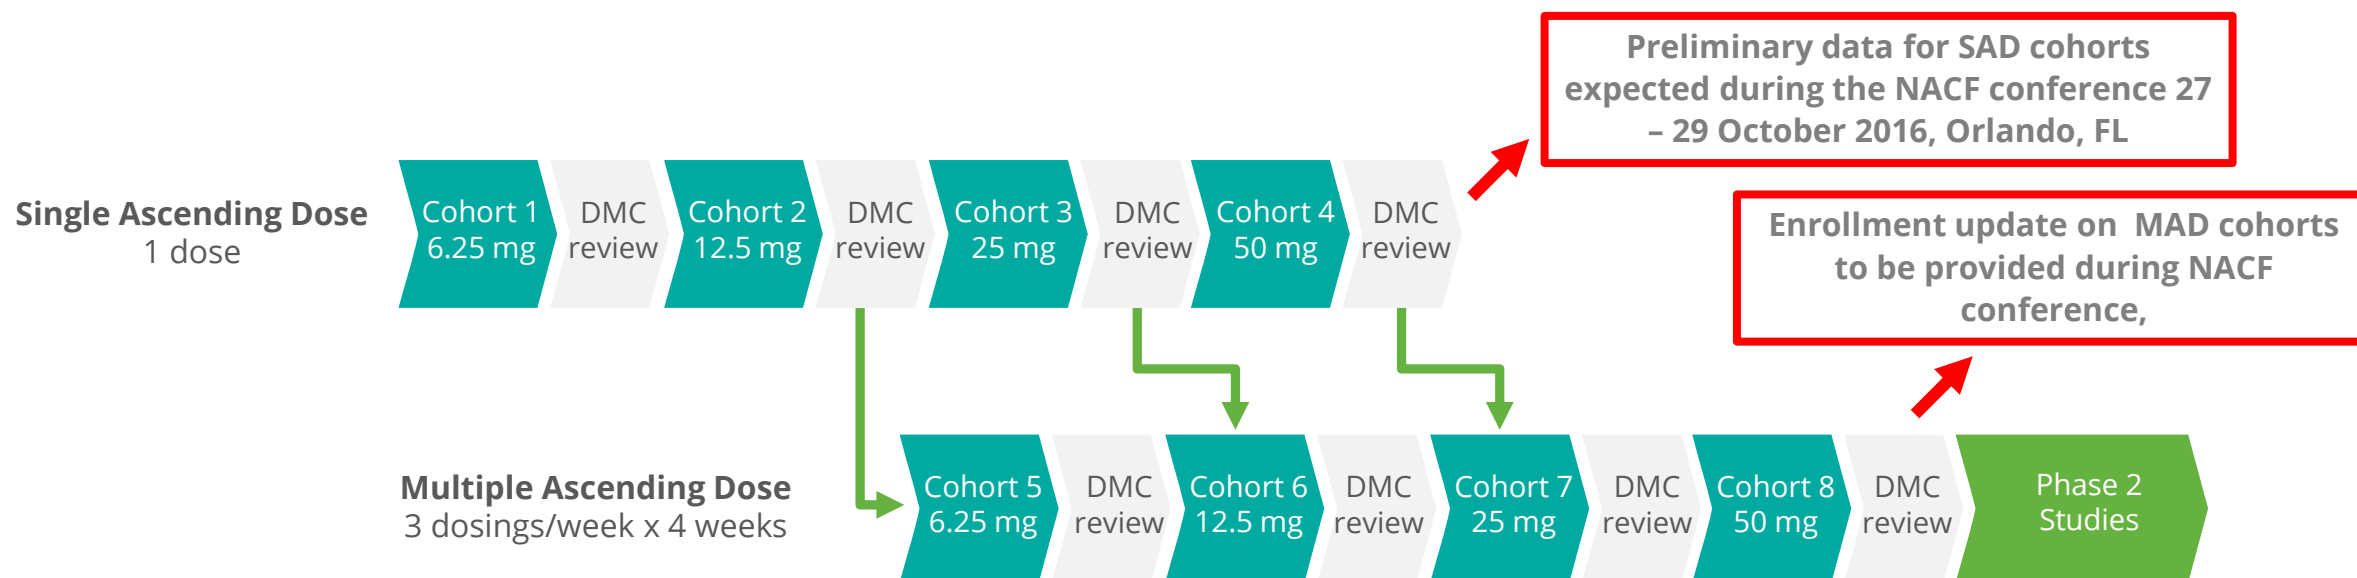 Preliminary data for SAD cohorts
expected during the NACF conference 27
– 29 October 2016, Orlando, FL
Single Ascending Dose
1 dose
Cohort 1
6.25 mg
DMC
review
Cohort 2
12.5 mg
DMC
review
Cohort 3
25 mg
DMC
review
Cohort 4
50 mg
DMC
review
Enrollment update on MAD cohorts
to be provided during NACF
conference,
Multiple Ascending Dose
3 dosings/week x 4 weeks
Cohort 5
6.25 mg
DMC
review
Cohort 6
12.5 mg
DMC
review
Cohort 7
25 mg
DMC
review
Cohort 8
50 mg
DMC
review
Phase 2
Studies